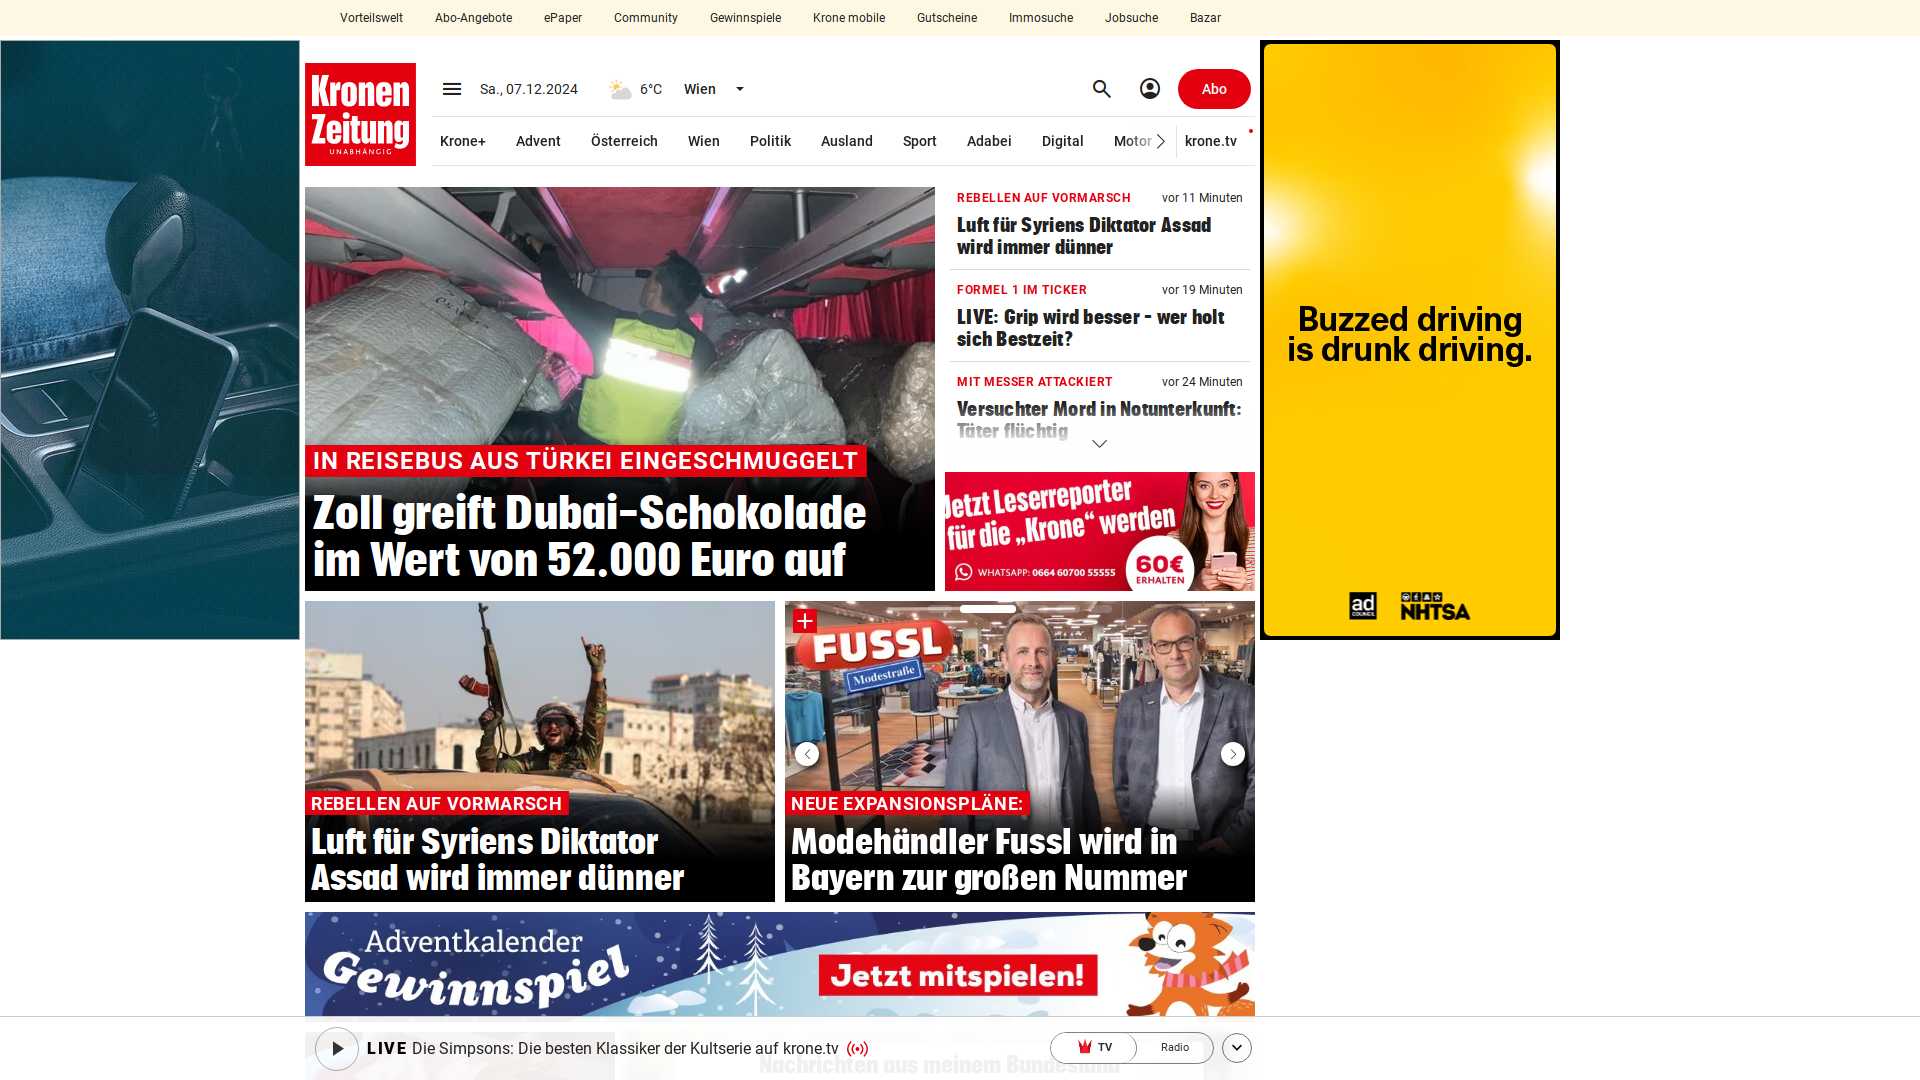 Vorteilswelt Abo-Angebote ePaper Community Gewinnspiele Krone mobile Gutscheine Immosuche Jobsuche Bazar
Kronen
Zeitung
UNABHÄNGIG
Sa., 07.12.2024 6°C Wien
Abo
Krone+ Advent Österreich Wien Politik Ausland Sport Adabei Digital Motor krone.tv
IN REISEBUS AUS TÜRKEI EINGESCHMUGGELT
Zoll greift Dubai-Schokolade
im Wert von 52.000 Euro auf
REBELLEN AUF VORMARSCH vor 11 Minuten
Luft für Syriens Diktator Assad
wird immer dünner
FORMEL 1 IM TICKER vor 19 Minuten
LIVE: Grip wird besser - wer holt
sich Bestzeit?
MIT MESSER ATTACKIERT vor 24 Minuten
Versuchter Mord in Notunterkunft:
Täter flüchtig
Jetzt Leserreporter
für die „Krone“ werden
WHATSAPP: 0664 60700 55555
60€
ERHALTEN
Buzzed driving
is drunk driving.
ad
COUNCIL
NHTSA
REBELLEN AUF VORMARSCH
Luft für Syriens Diktator
Assad wird immer dünner
FUSSL
Modestraße
NEUE EXPANSIONSPLÄNE:
Modehändler Fussl wird in
Bayern zur großen Nummer
Adventkalender
Gewinnspiel
Jetzt mitspielen!
LIVE Die Simpsons: Die besten Klassiker der Kultserie auf krone.tv
TV Radio
Nachrichten aus meinem Bundesland